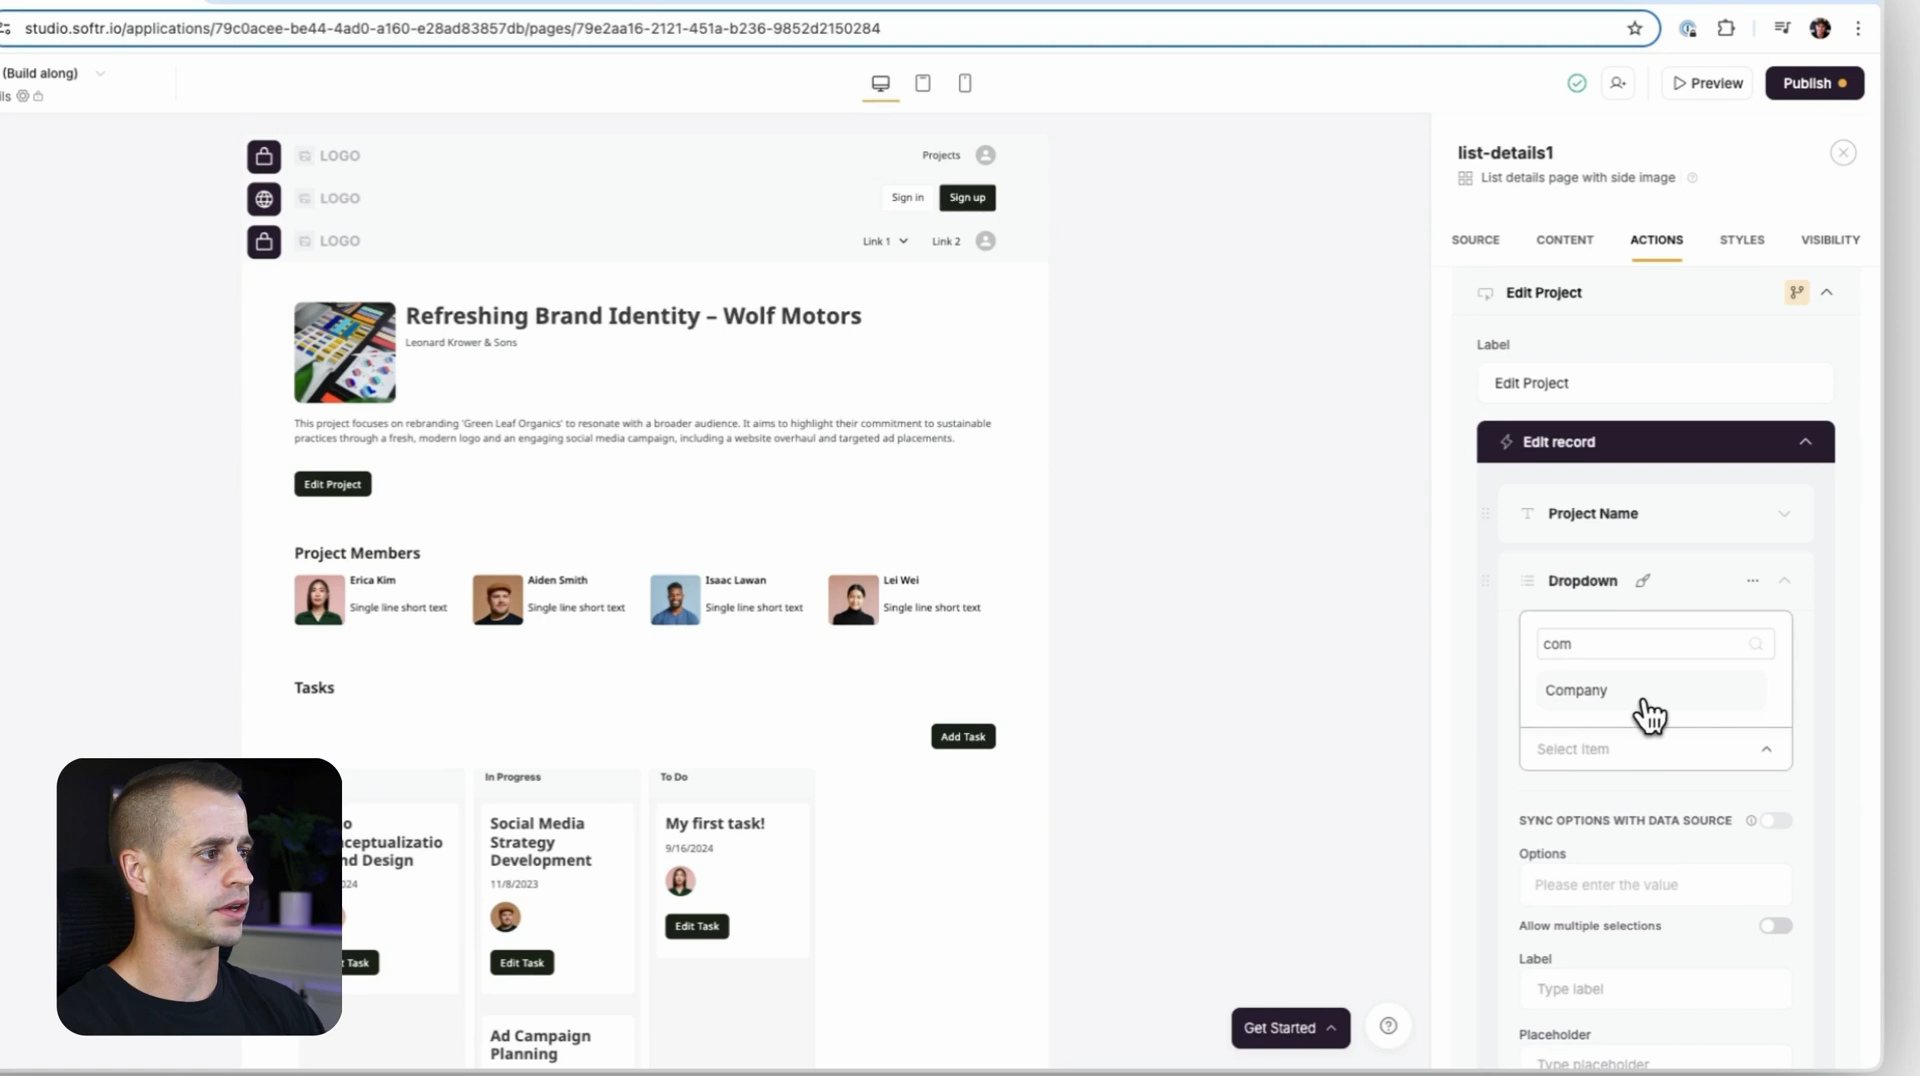 studio.softr.io/applications/79c0acee-be44-4ad0-a160-e28ad83857db/pages/79e2aa16-2121-451a-b236-9852d2150284
(Build along)
ils
Preview
Publish
LOGO
Projects
LOGO
Sign in
Sign up
LOGO
Link 1
Link 2
Refreshing Brand Identity – Wolf Motors
Leonard Krower & Sons
This project focuses on rebranding 'Green Leaf Organics' to resonate with a broader audience. It aims to highlight their commitment to sustainable
practices through a fresh, modern logo and an engaging social media campaign, including a website overhaul and targeted ad placements.
Edit Project
Project Members
Erica Kim
Single line short text
Aiden Smith
Single line short text
Isaac Lawan
Single line short text
Lei Wei
Single line short text
Tasks
Add Task
o
nceptualizatio
nd Design
024
t Task
In Progress
Social Media
Strategy
Development
11/8/2023
Edit Task
Ad Campaign
Planning
To Do
My first task!
9/16/2024
Edit Task
Get Started
list-details1
List details page with side image
SOURCE
CONTENT
ACTIONS
STYLES
VISIBILITY
Edit Project
Label
Edit Project
Edit record
Project Name
Dropdown
com
Company
Select Item
SYNC OPTIONS WITH DATA SOURCE
Options
Please enter the value
Allow multiple selections
Label
Type label
Placeholder
Type placeholder